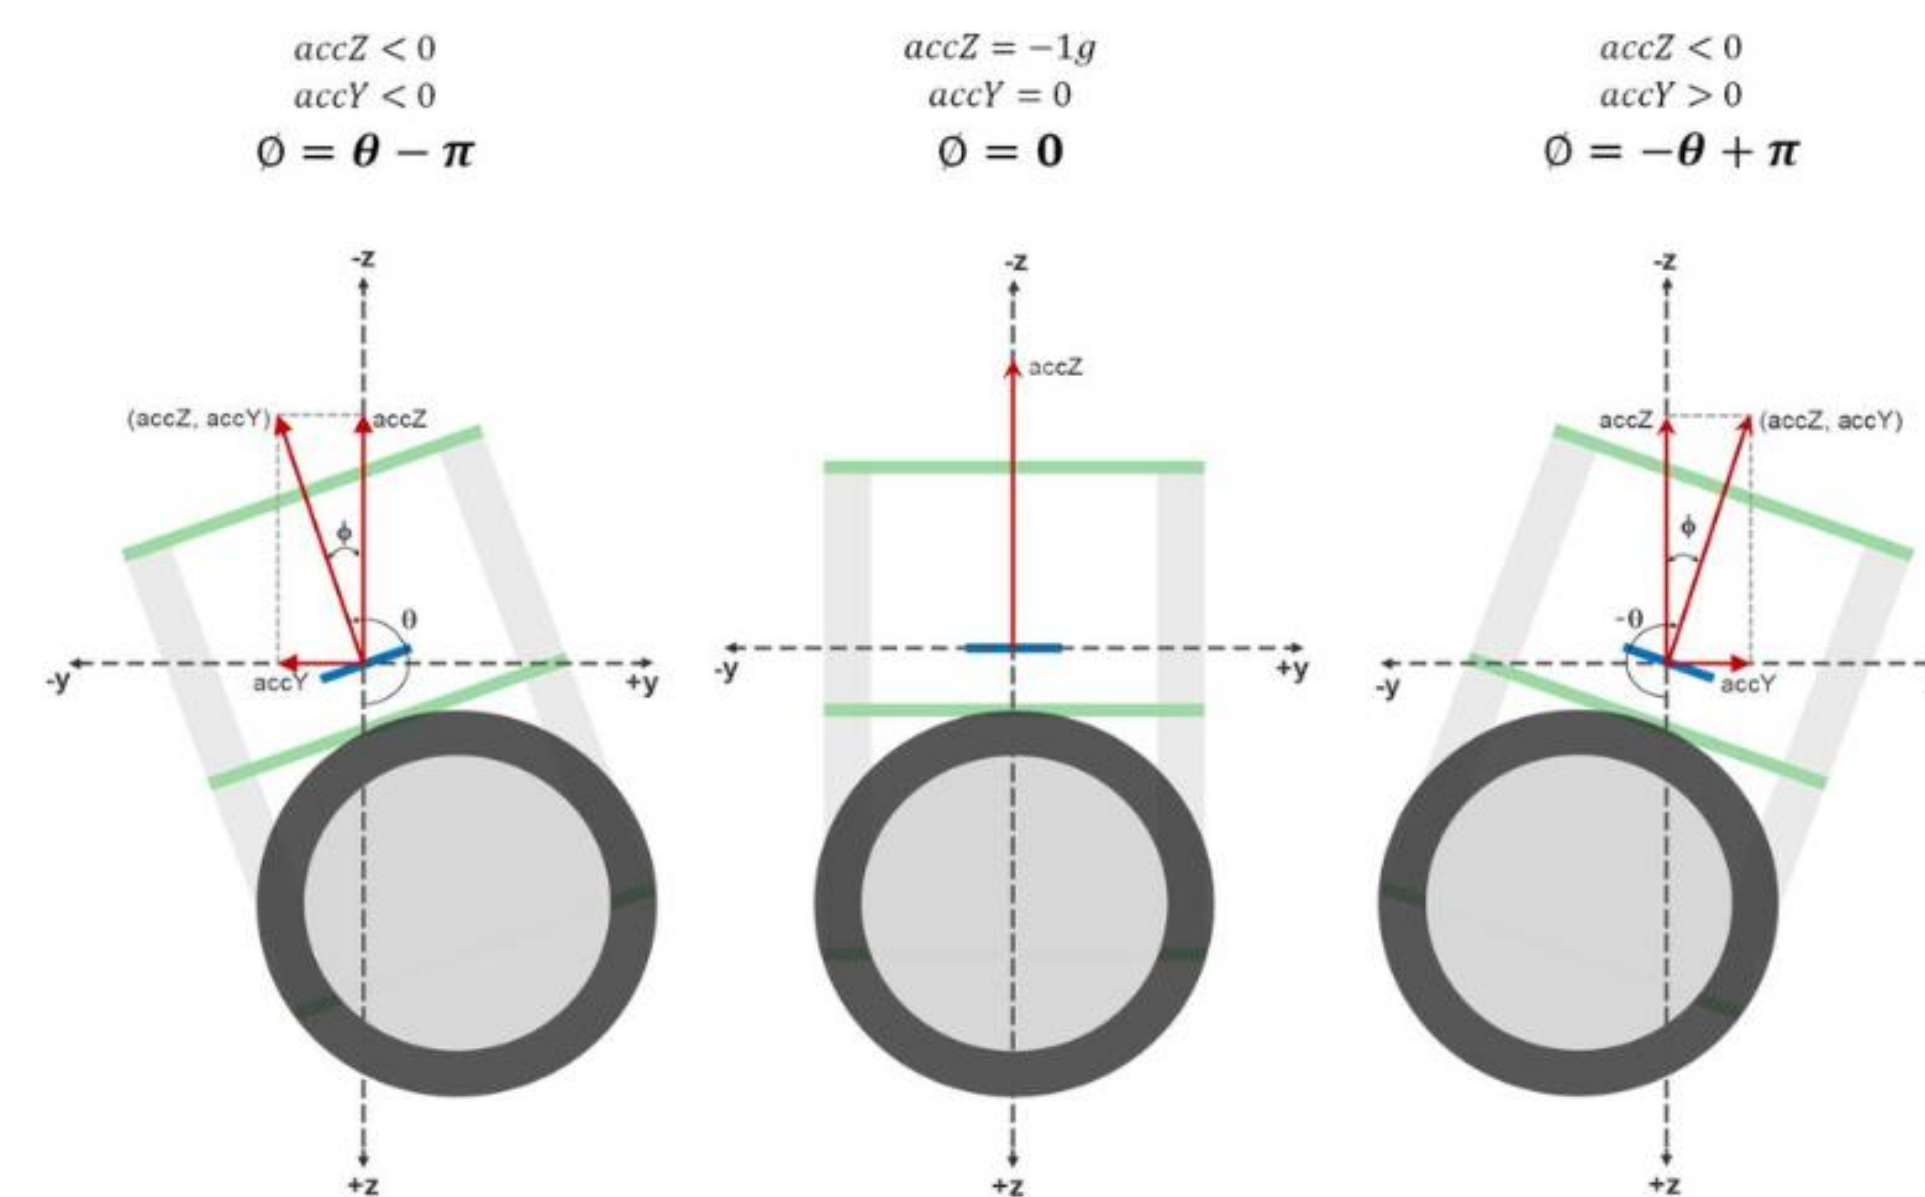 accZ < 0
accY < 0
∅ = θ − π
-z
(accZ, accY)
accZ
ϕ
θ
-y
accY
+y
+z
accZ = −1g
accY = 0
∅ = 0
-z
accZ
-y
+y
+z
accZ < 0
accY > 0
∅ = −θ + π
-z
accZ
(accZ, accY)
ϕ
-θ
-y
accY
+z